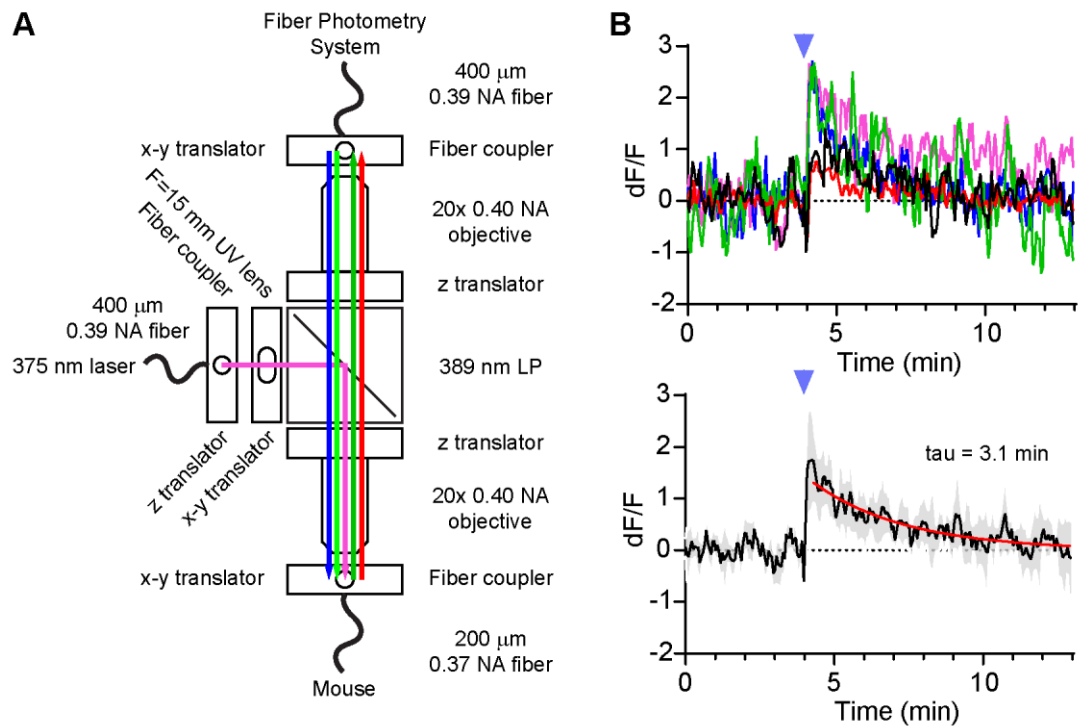 A
Fiber Photometry
System
400 μm
0.39 NA fiber
x-y translator
Fiber coupler
20x 0.40 NA
objective
z translator
F=15 mm UV lens
Fiber coupler
400 μm
0.39 NA fiber
375 nm laser
389 nm LP
z translator
x-y translator
z translator
20x 0.40 NA
objective
x-y translator
Fiber coupler
200 μm
0.37 NA fiber
Mouse
B
3
2
1
0
-1
-2
dF/F
0
5
10
Time (min)
3
2
1
0
-1
-2
dF/F
tau = 3.1 min
0
5
10
Time (min)